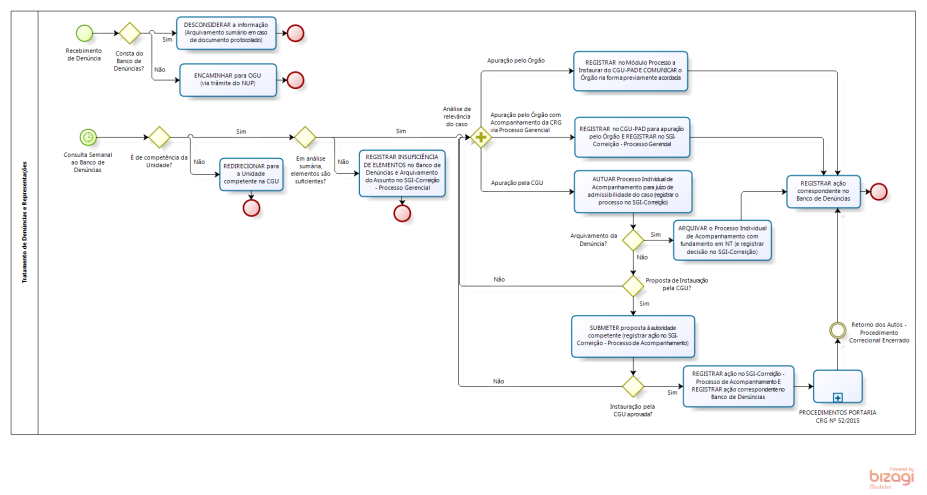 Tratamento de Denúncias e Representações
Recebimento
de Denúncia
Consta do
Banco de
Denúncias?
Sim
DESCONSIDERAR a informação
(Arquivamento sumário em caso
de documento protocolado)
Não
ENCAMINHAR para OGU
(via trâmite do NUP)
Consulta Semanal
ao Banco de
Denúncias
É de competência da
Unidade?
Sim
Não
REDIRECIONAR para
a Unidade
competente na CGU
Em análise
sumária,
elementos são
suficientes?
Sim
Não
REGISTRAR INSUFICIÊNCIA
DE ELEMENTOS no Banco de
Denúncias e Arquivamento
do Assunto no SGI-Correição
- Processo Gerencial
Análise de
relevância
do caso
Apuração pelo Órgão
REGISTRAR no Módulo Processo a
Instaurar do CGU-PAD E COMUNICAR o
Órgão na forma previamente acordada
Apuração pelo Órgão com
Acompanhamento da CRG
via Processo Gerencial
REGISTRAR no CGU-PAD para apuração
pelo Órgão E REGISTRAR no SGI-
Correição - Processo Gerencial
Apuração pela CGU
AUTUAR Processo Individual de
Acompanhamento para juízo de
admissibilidade do caso (registrar o
processo no SGI-Correição)
Arquivamento da
Denúncia?
Sim
ARQUIVAR o Processo Individual
de Acompanhamento com
fundamento em NT (e registrar
decisão no SGI-Correição)
REGISTRAR ação
correspondente no
Banco de Denúncias
Não
Não
Proposta de Instauração
pela CGU?
Sim
SUBMETER proposta à autoridade
competente (registrar ação no SGI-
Correição - Processo de Acompanhamento)
Não
Instauração pela
CGU aprovada?
Sim
REGISTRAR ação no SGI-Correição -
Processo de Acompanhamento E
REGISTRAR ação correspondente no
Banco de Denúncias
PROCEDIMENTOS PORTARIA
CRG Nº 52/2015
Retorno dos Autos -
Procedimento
Correcional Encerrado
Powered by
bizagi
Modeler